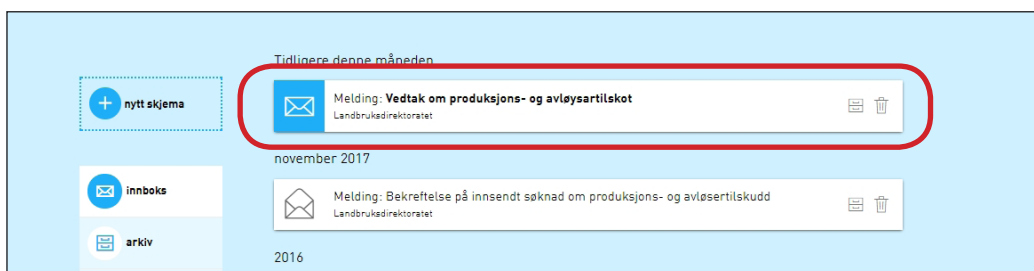 Tidligere denne måneden
nytt skjema
Melding: Vedtak om produksjons- og avløysartilskot
Landbruksdirektoratet
november 2017
innboks
Melding: Bekreftelse på innsendt søknad om produksjons- og avløsertilskudd
Landbruksdirektoratet
arkiv
2016